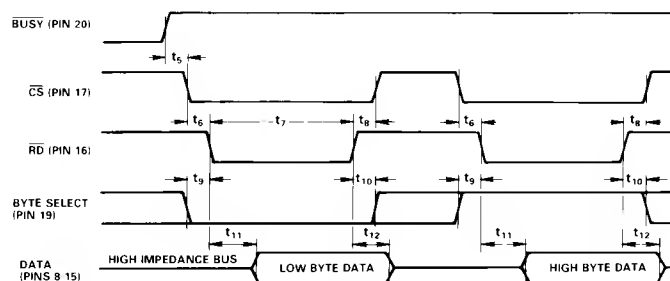 BUSY (PIN 20)
t5
CS (PIN 17)
t6 t7 t8 t6 t8
RD (PIN 16)
t9 t10 t9 t10
BYTE SELECT
(PIN 19)
t11 t12 t11 t12
DATA
(PINS 8 15)
HIGH IMPEDANCE BUS
LOW BYTE DATA
HIGH BYTE DATA